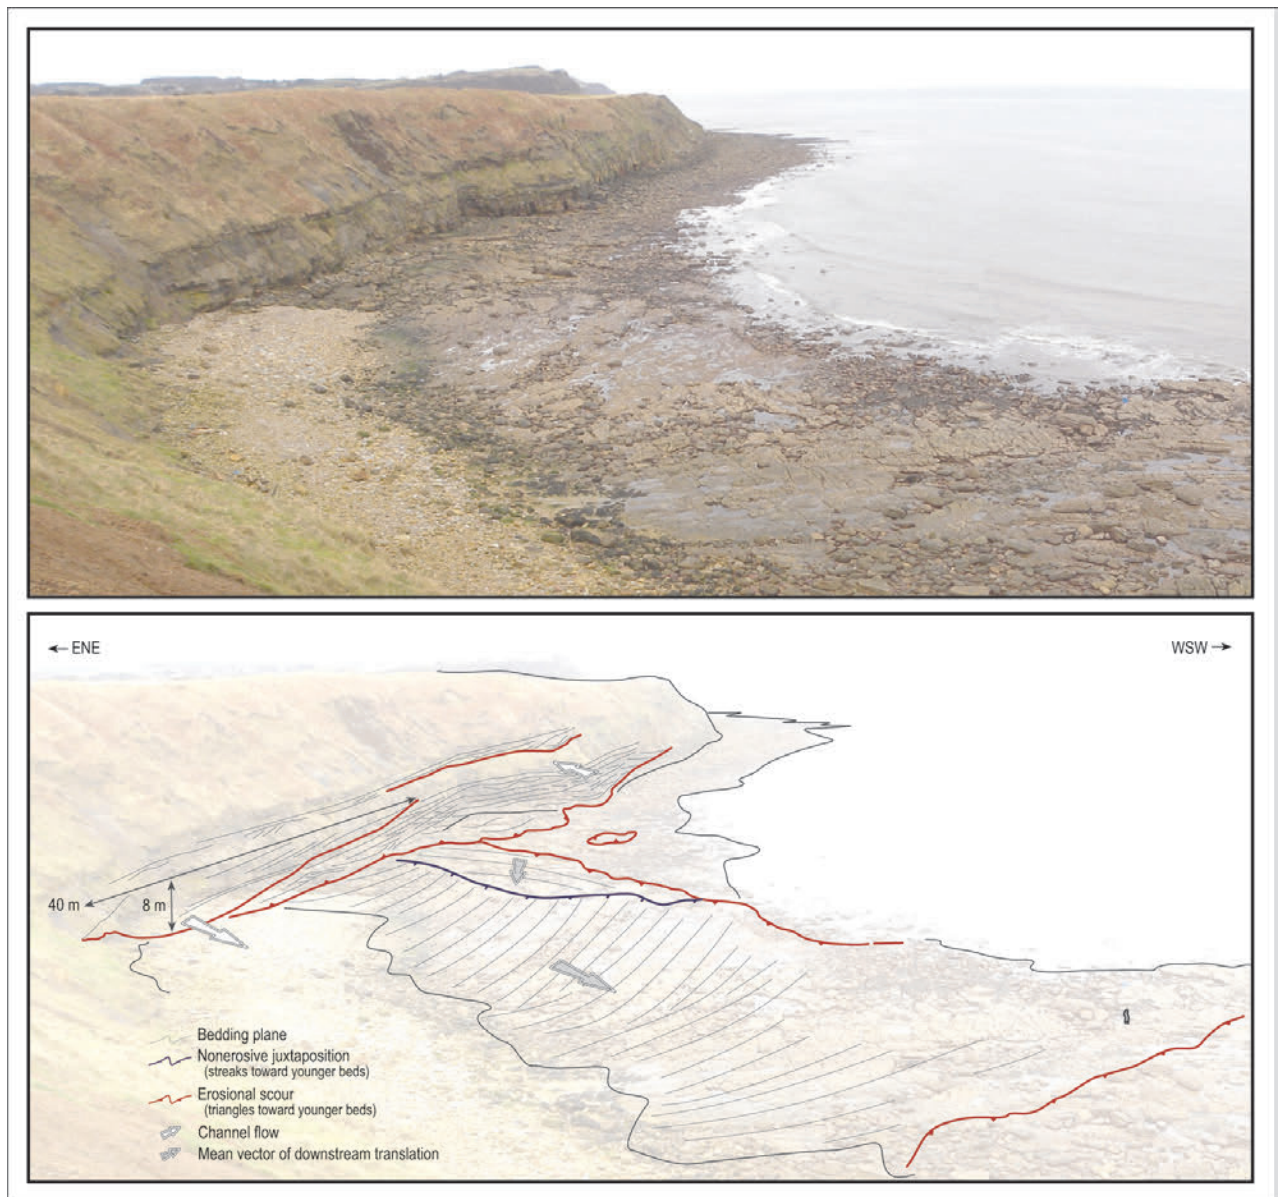 ← ENE
WSW →
40 m
8 m
Bedding plane
Nonerosive juxtaposition
(streaks toward younger beds)
Erosional scour
(triangles toward younger beds)
Channel flow
Mean vector of downstream translation